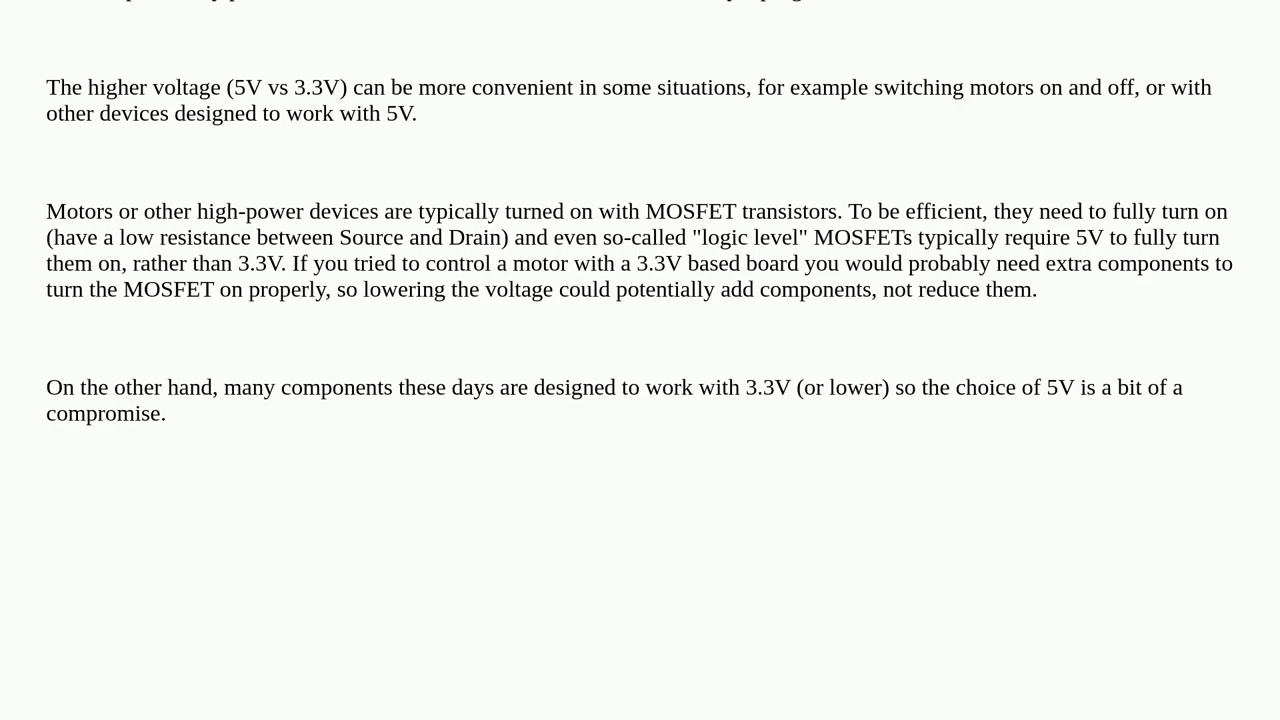 The higher voltage (5V vs 3.3V) can be more convenient in some situations, for example switching motors on and off, or with
other devices designed to work with 5V.
Motors or other high-power devices are typically turned on with MOSFET transistors. To be efficient, they need to fully turn on
(have a low resistance between Source and Drain) and even so-called "logic level" MOSFETs typically require 5V to fully turn
them on, rather than 3.3V. If you tried to control a motor with a 3.3V based board you would probably need extra components to
turn the MOSFET on properly, so lowering the voltage could potentially add components, not reduce them.
On the other hand, many components these days are designed to work with 3.3V (or lower) so the choice of 5V is a bit of a
compromise.